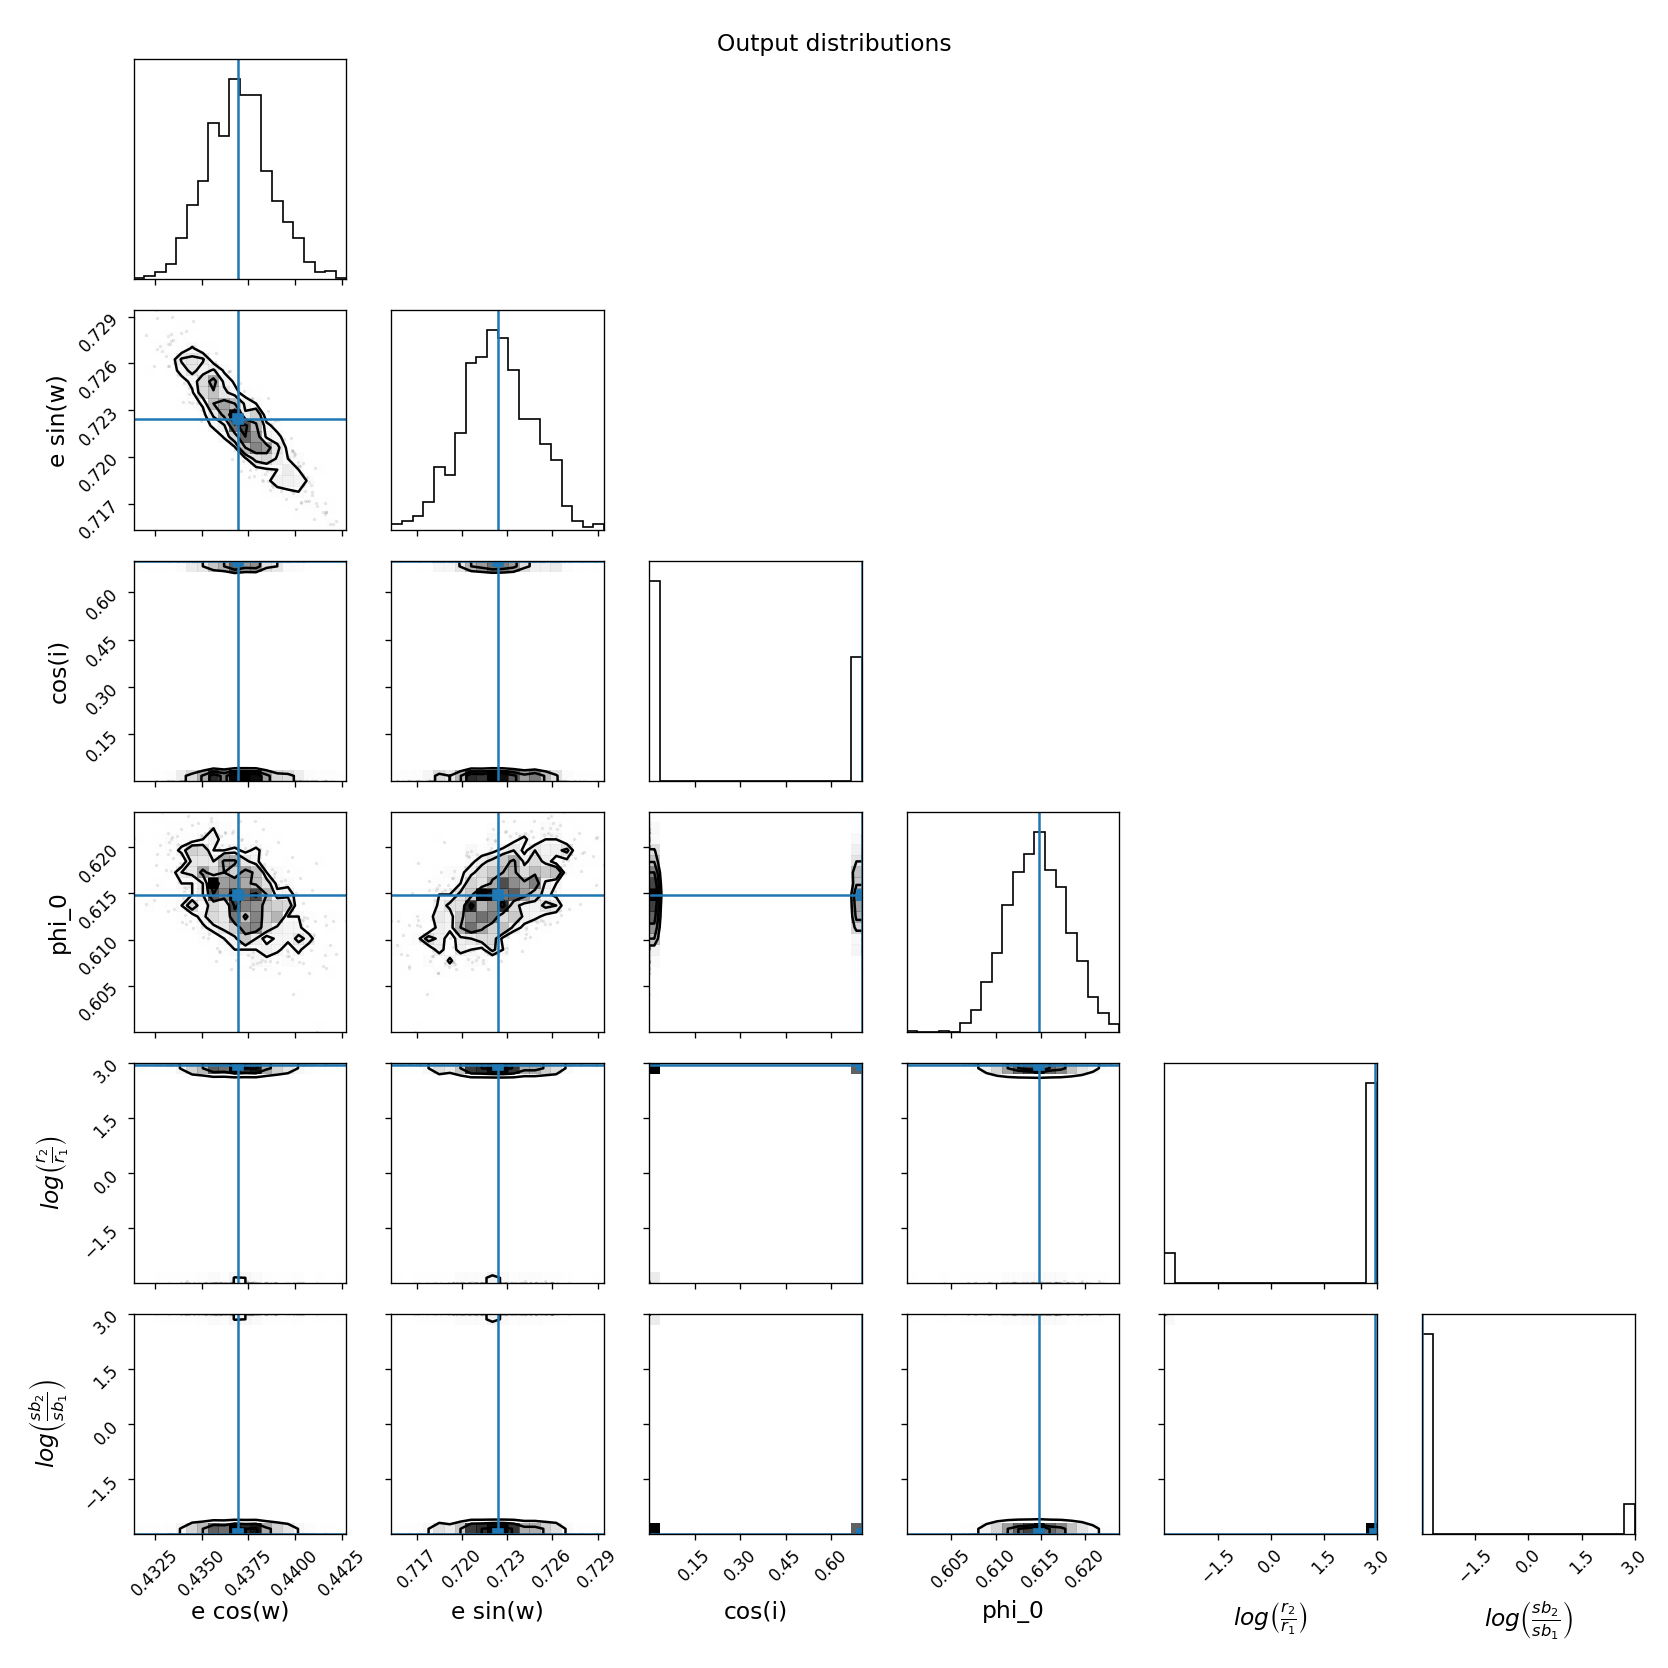 Output distributions
e sin(w)
0.729
0.726
0.723
0.720
0.717
cos(i)
0.60
0.45
0.30
0.15
phi_0
0.620
0.615
0.610
0.605
log(r₂/r₁)
3.0
1.5
0.0
−1.5
log(sb₂/sb₁)
3.0
1.5
0.0
−1.5
0.4325 0.4350 0.4375 0.4400 0.4425 0.717 0.720 0.723 0.726 0.729 0.15 0.30 0.45 0.60 0.605 0.610 0.615 0.620 −1.5 0.0 1.5 3.0 −1.5 0.0 1.5 3.0
e cos(w) e sin(w) cos(i) phi_0 log(r₂/r₁) log(sb₂/sb₁)